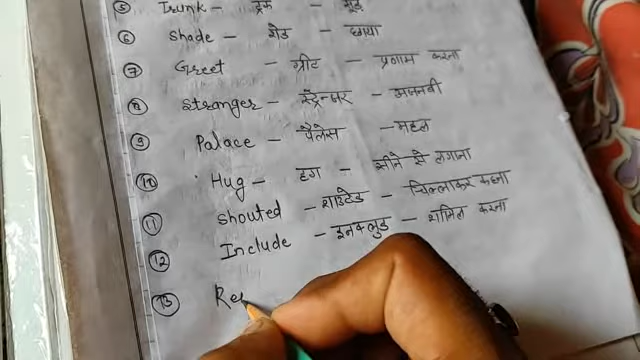 5 Trunk - ट्रंक - सूंड
6 Shade - शेड - छाया
7 Greet - ग्रीट - प्रणाम करना
8 Stranger - स्ट्रेन्जर - अजनबी
9 Palace - पैलेस - महल
10 Hug - हग - सीने से लगाना
11 Shouted - शाउटेड - चिल्लाकर कहना
12 Include - इनक्लुड - शामिल करना
13 Re